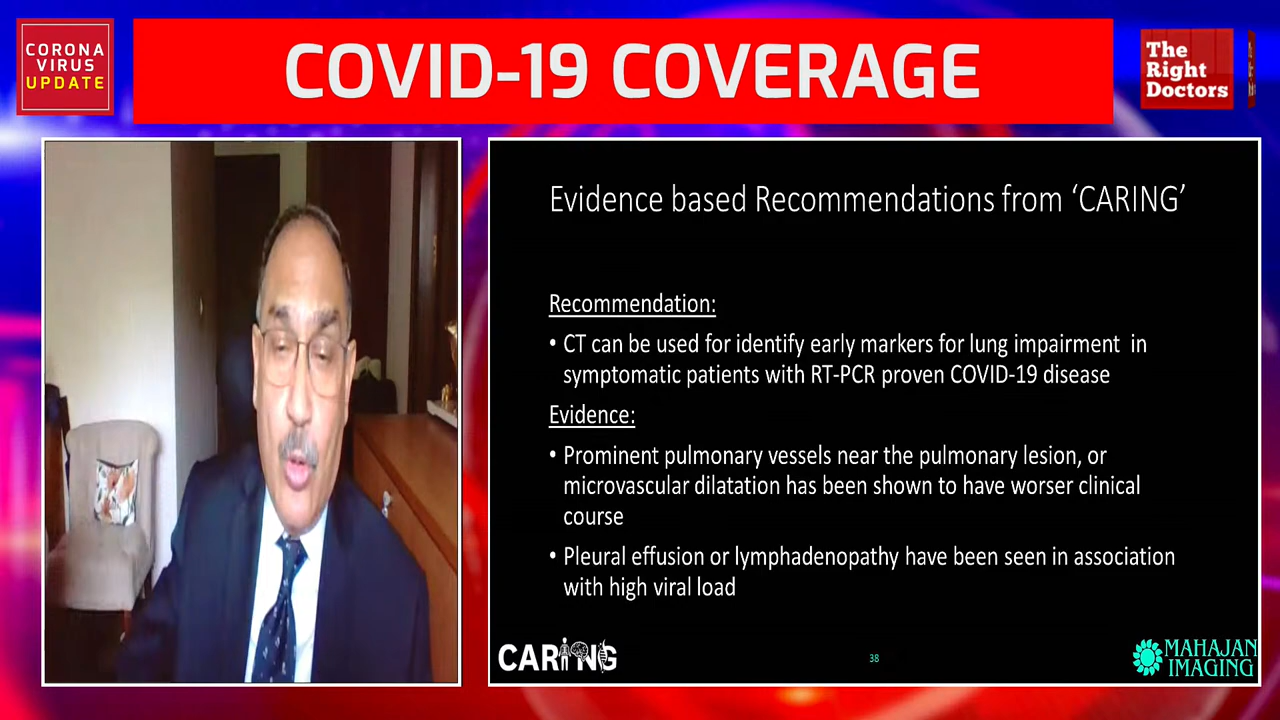 CORONA
VIRUS
UPDATE
COVID-19 COVERAGE
The
Right
Doctors
Evidence based Recommendations from ‘CARING’
Recommendation:
• CT can be used for identify early markers for lung impairment in
symptomatic patients with RT-PCR proven COVID-19 disease
Evidence:
• Prominent pulmonary vessels near the pulmonary lesion, or
microvascular dilatation has been shown to have worser clinical
course
• Pleural effusion or lymphadenopathy have been seen in association
with high viral load
CARING
38
MAHAJAN
IMAGING